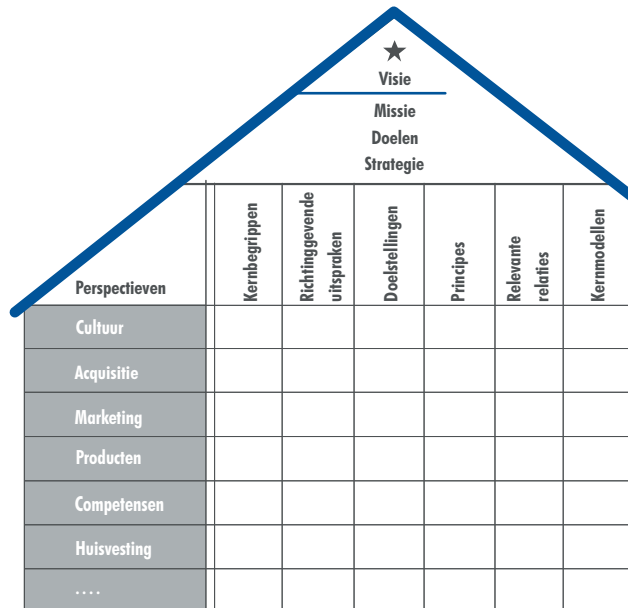 Visie
Missie
Doelen
Strategie
Perspectieven
Kernbegrippen
Richtinggevende
uitspraken
Doelstellingen
Principes
Relevante
relaties
Kernmodellen
Cultuur
Acquisitie
Marketing
Producten
Competensen
Huisvesting
....